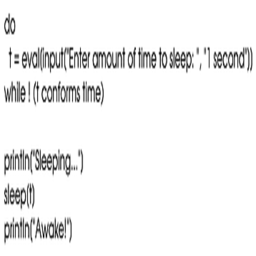 do
t = eval(input("Enter amount of time to sleep: ", "1 second"))
while ! (t conforms time)
println("Sleeping...")
sleep(t)
println("Awake!")